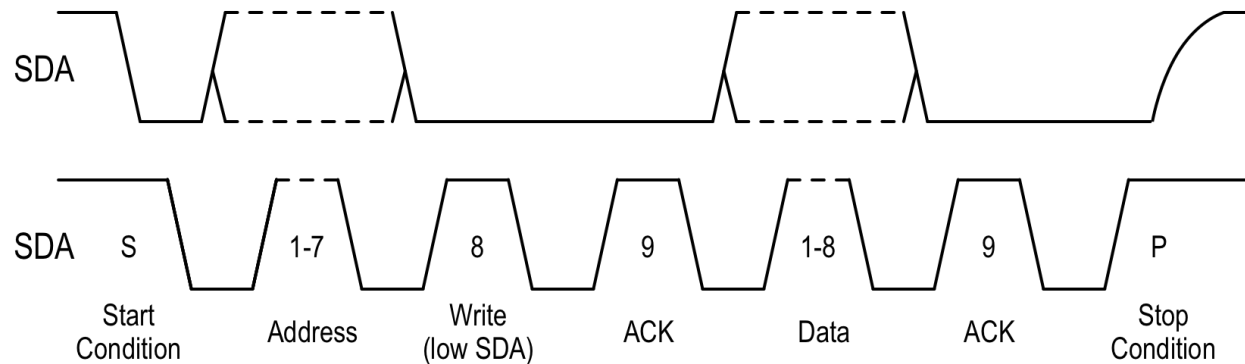 SDA
SDA
S
1-7
8
9
1-8
9
P
Start
Condition
Address
Write
(low SDA)
ACK
Data
ACK
Stop
Condition